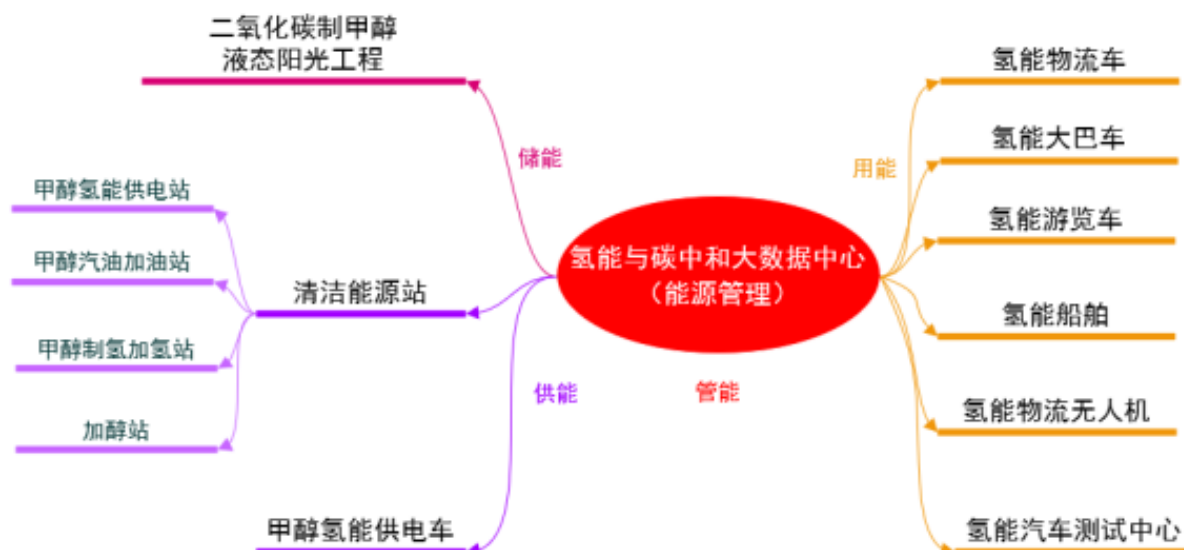 二氧化碳制甲醇
液态阳光工程
储能
甲醇氢能供电站
甲醇汽油加油站
甲醇制氢加氢站
加醇站
清洁能源站
供能
甲醇氢能供电车
氢能与碳中和大数据中心
（能源管理）
管能
用能
氢能物流车
氢能大巴车
氢能游览车
氢能船舶
氢能物流无人机
氢能汽车测试中心